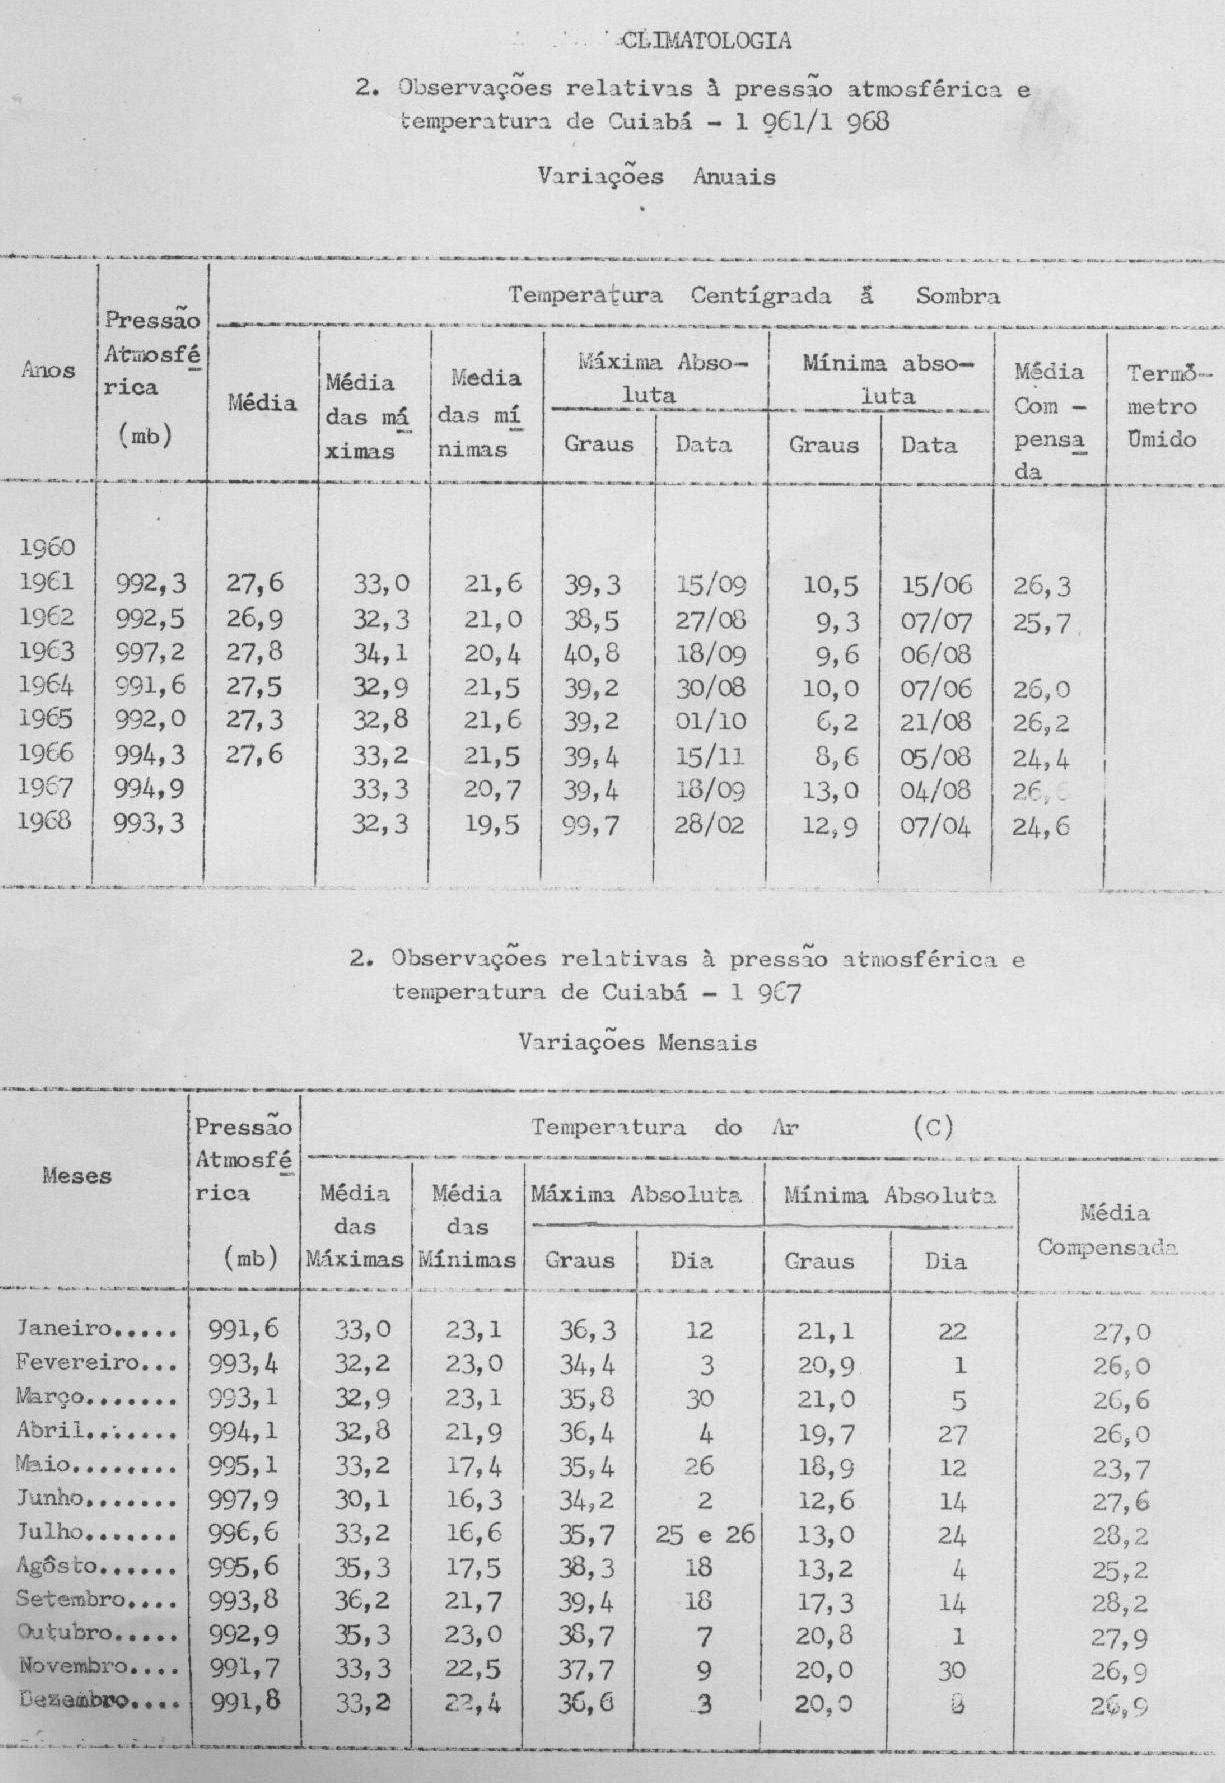 CLIMATOLOGIA
2. Observações relativas à pressão atmosférica e
temperatura de Cuiabá - 1 961/1 968
Variações Anuais
Temperatura Centígrada á Sombra
Anos
Pressão
Atmosfé
rica
(mb)
Média
Média
das má
ximas
Media
das mí
nimas
Máxima Abso-
luta
Graus Data
Mínima abso-
luta
Graus Data
Média
Com -
pensa
da
Termô-
metro
Úmido
1960
1961 992,3 27,6 33,0 21,6 39,3 15/09 10,5 15/06 26,3
1962 992,5 26,9 32,3 21,0 38,5 27/08 9,3 07/07 25,7
1963 997,2 27,8 34,1 20,4 40,8 18/09 9,6 06/08
1964 991,6 27,5 32,9 21,5 39,2 30/08 10,0 07/06 26,0
1965 992,0 27,3 32,8 21,6 39,2 01/10 6,2 21/08 26,2
1966 994,3 27,6 33,2 21,5 39,4 15/11 8,6 05/08 24,4
1967 994,9 33,3 20,7 39,4 18/09 13,0 04/08
1968 993,3 32,3 19,5 99,7 28/02 12,9 07/04 24,6
2. Observações relativas à pressão atmosférica e
temperatura de Cuiabá - 1 967
Variações Mensais
Meses
Pressão
Atmosfé
rica
(mb)
Temperatura do Ar (C)
Média
das
Máximas
Média
das
Mínimas
Máxima Absoluta
Graus Dia
Mínima Absoluta
Graus Dia
Média
Compensada
Janeiro..... 991,6 33,0 23,1 36,3 12 21,1 22 27,0
Fevereiro... 993,4 32,2 23,0 34,4 3 20,9 1 26,0
Março....... 993,1 32,9 23,1 35,8 30 21,0 5 26,6
Abril....... 994,1 32,8 21,9 36,4 4 19,7 27 26,0
Maio........ 995,1 33,2 17,4 35,4 26 18,9 12 23,7
Junho....... 997,9 30,1 16,3 34,2 2 12,6 14 27,6
Julho....... 996,6 33,2 16,6 35,7 25 e 26 13,0 24 28,2
Agôsto...... 995,6 35,3 17,5 38,3 18 13,2 4 25,2
Setembro.... 993,8 36,2 21,7 39,4 18 17,3 14 28,2
Outubro..... 992,9 35,3 23,0 38,7 7 20,8 1 27,9
Novembro.... 991,7 33,3 22,5 37,7 9 20,0 30 26,9
Dezembro.... 991,8 33,2 22,4 36,6 3 20,0 8 26,9